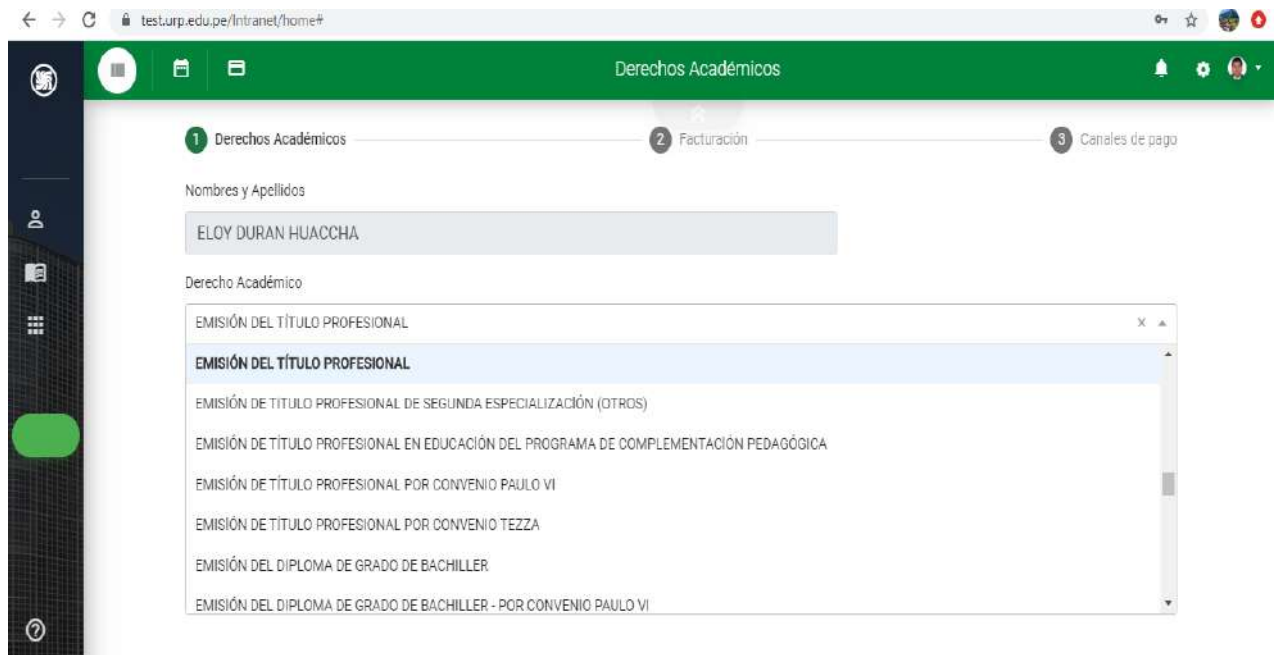 test.urp.edu.pe/Intranet/home#
Derechos Académicos
1 Derechos Académicos
2 Facturación
3 Canales de pago
Nombres y Apellidos
ELOY DURAN HUACCHA
Derecho Académico
EMISIÓN DEL TÍTULO PROFESIONAL
EMISIÓN DEL TÍTULO PROFESIONAL
EMISIÓN DE TITULO PROFESIONAL DE SEGUNDA ESPECIALIZACIÓN (OTROS)
EMISIÓN DE TÍTULO PROFESIONAL EN EDUCACIÓN DEL PROGRAMA DE COMPLEMENTACIÓN PEDAGÓGICA
EMISIÓN DE TÍTULO PROFESIONAL POR CONVENIO PAULO VI
EMISIÓN DE TÍTULO PROFESIONAL POR CONVENIO TEZZA
EMISIÓN DEL DIPLOMA DE GRADO DE BACHILLER
EMISIÓN DEL DIPLOMA DE GRADO DE BACHILLER - POR CONVENIO PAULO VI